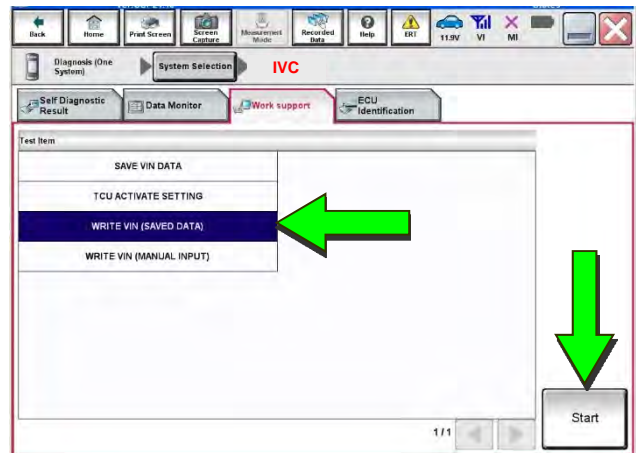 Back Home Print Screen Screen Capture Measurement Mode Recorded Data Help ERT 11.9V VI MI
Diagnosis (One System) System Selection IVC
Self Diagnostic Result Data Monitor Work support ECU Identification
Test Item
SAVE VIN DATA
TCU ACTIVATE SETTING
WRITE VIN (SAVED DATA)
WRITE VIN (MANUAL INPUT)
Start
1/1